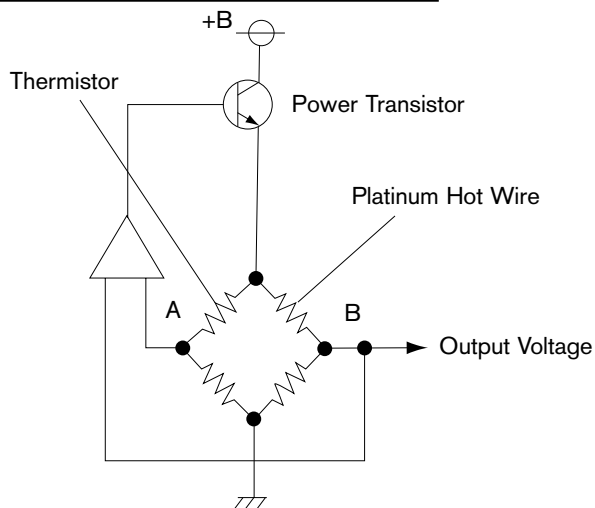 +B
Thermistor
Power Transistor
Platinum Hot Wire
A
B
Output Voltage